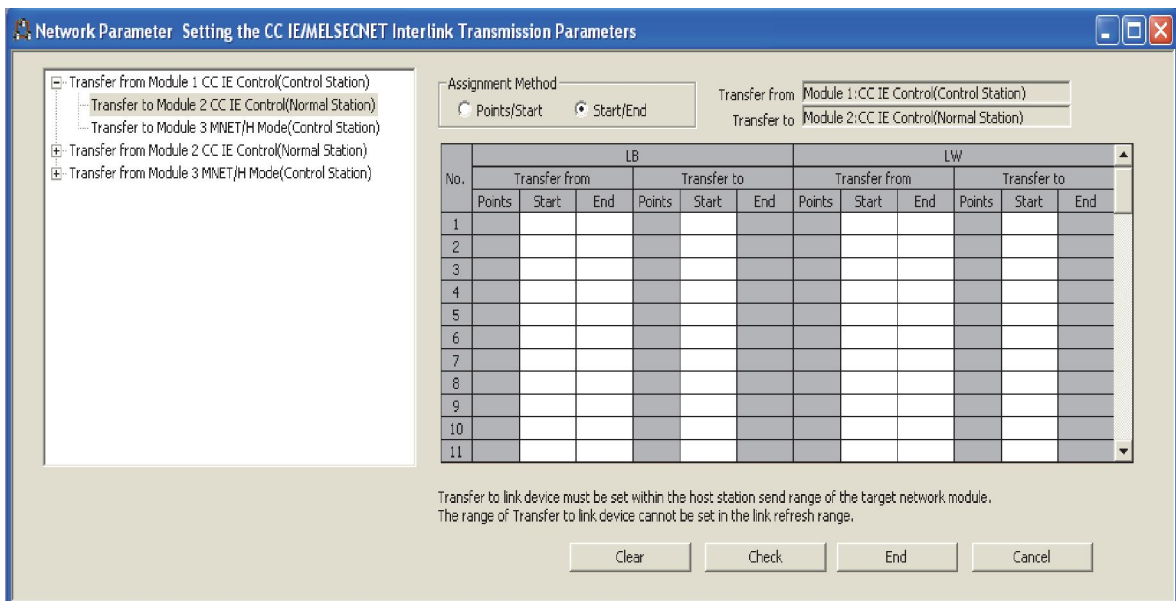 Network Parameter Setting the CC IE/MELSECNET Interlink Transmission Parameters
Transfer from Module 1 CC IE Control(Control Station)
Transfer to Module 2 CC IE Control(Normal Station)
Transfer to Module 3 MNET/H Mode(Control Station)
Transfer from Module 2 CC IE Control(Normal Station)
Transfer from Module 3 MNET/H Mode(Control Station)
Assignment Method
Points/Start Start/End
Transfer from Module 1:CC IE Control(Control Station)
Transfer to Module 2:CC IE Control(Normal Station)
No. LB LW
Transfer from Transfer to Transfer from Transfer to
Points Start End Points Start End Points Start End Points Start End
1
2
3
4
5
6
7
8
9
10
11
Transfer to link device must be set within the host station send range of the target network module.
The range of Transfer to link device cannot be set in the link refresh range.
Clear Check End Cancel